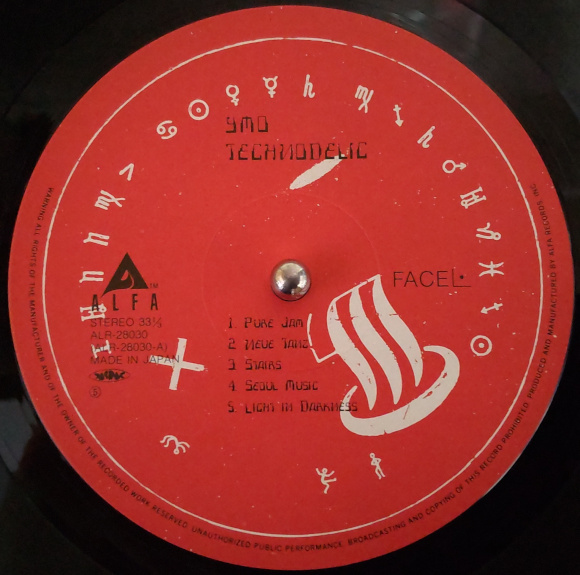 YMO
TECHNODELIC
ALFA
TM
FACE
STEREO 33⅓
ALR-28030
MADE IN JAPAN
Ⓢ
1. PURE JAM
2. NEUE TANZ
3. STAIRS
4. SEOUL MUSIC
5. LIGHT IN DARKNESS
WARNING: ALL RIGHTS OF THE MANUFACTURER AND OF THE OWNER OF THE RECORDED WORK RESERVED. UNAUTHORIZED PUBLIC PERFORMANCE, BROADCASTING AND COPYING OF THIS RECORD PROHIBITED. PRODUCED AND MANUFACTURED BY ALFA RECORDS, INC.